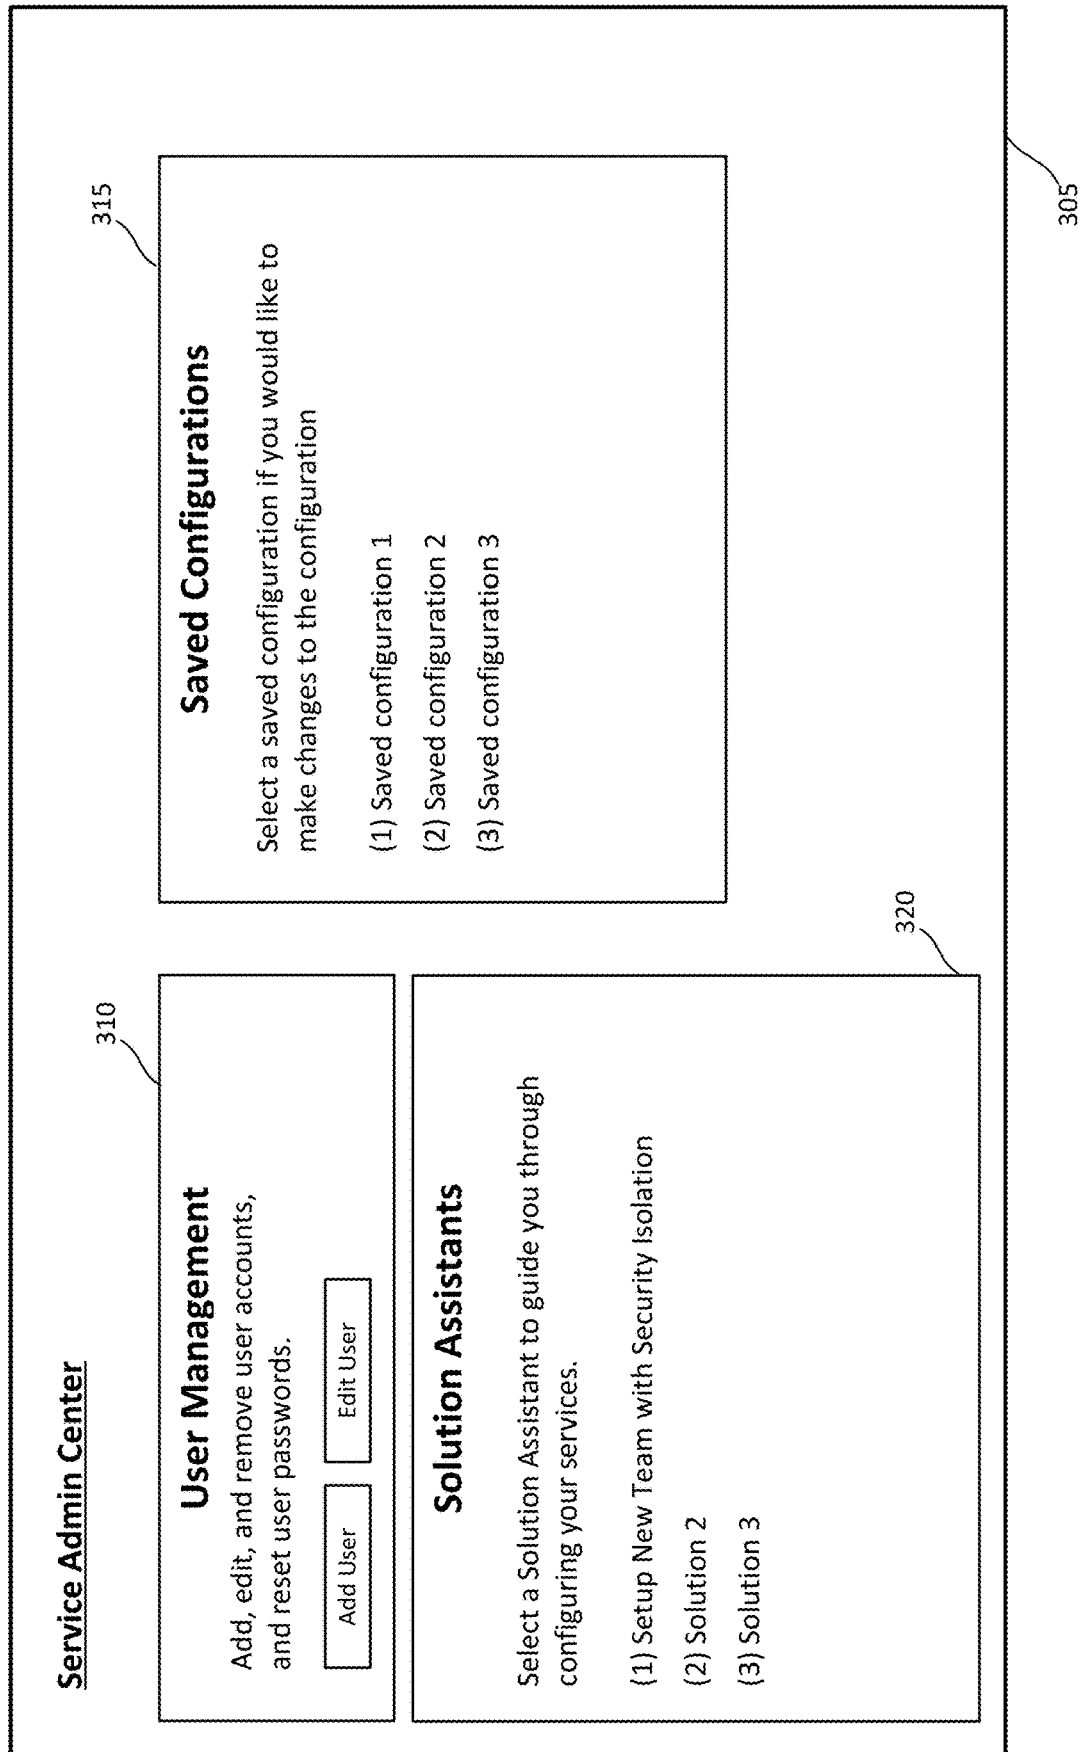 Service Admin Center
310
User Management
Add, edit, and remove user accounts,
and reset user passwords.
Add User
Edit User
315
Saved Configurations
Select a saved configuration if you would like to
make changes to the configuration
(1) Saved configuration 1
(2) Saved configuration 2
(3) Saved configuration 3
320
Solution Assistants
Select a Solution Assistant to guide you through
configuring your services.
(1) Setup New Team with Security Isolation
(2) Solution 2
(3) Solution 3
305